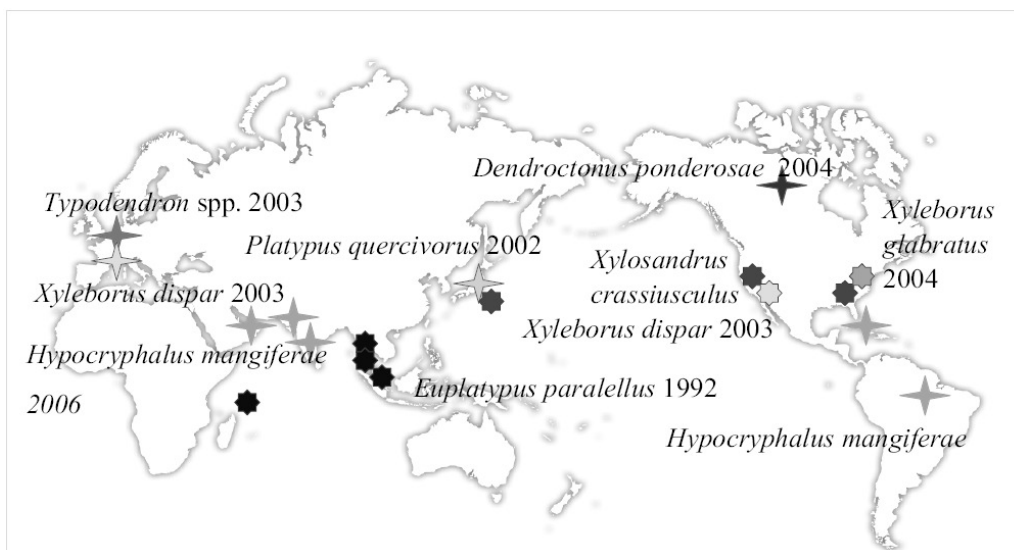 Dendroctonus ponderosae 2004
Typodendron spp. 2003
Xyleborus
glabratus
2004
Platypus quercivorus 2002
Xylosandrus
crassiusculus
Xyleborus dispar 2003
Xyleborus dispar 2003
Hypocryphalus mangiferae
2006
Euplatypus paralellus 1992
Hypocryphalus mangiferae